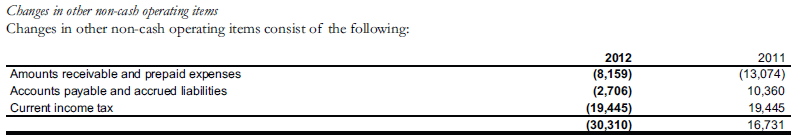 Changes in other non-cash operating items
Changes in other non-cash operating items consist of the following:
2012 2011
Amounts receivable and prepaid expenses (8,159) (13,074)
Accounts payable and accrued liabilities (2,706) 10,360
Current income tax (19,445) 19,445
(30,310) 16,731